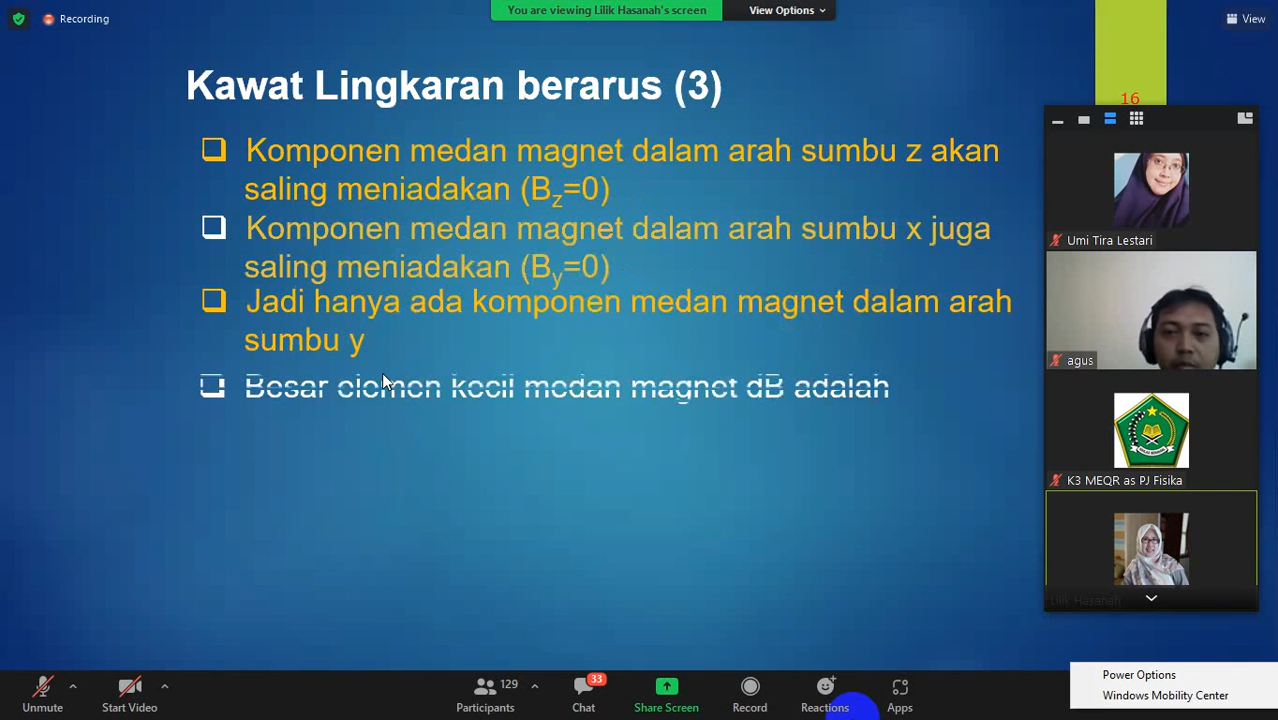 Recording
You are viewing Lilik Hasanah's screen
View Options
View
Kawat Lingkaran berarus (3)
16
Komponen medan magnet dalam arah sumbu z akan
saling meniadakan (Bz=0)
Komponen medan magnet dalam arah sumbu x juga
saling meniadakan (By=0)
Jadi hanya ada komponen medan magnet dalam arah
sumbu y
Besar elemen kecil medan magnet dB adalah
Umi Tira Lestari
agus
K3 MEQR as PJ Fisika
Lilik Hasanah
Power Options
Windows Mobility Center
Unmute
Start Video
129
Participants
33
Chat
Share Screen
Record
Reactions
Apps